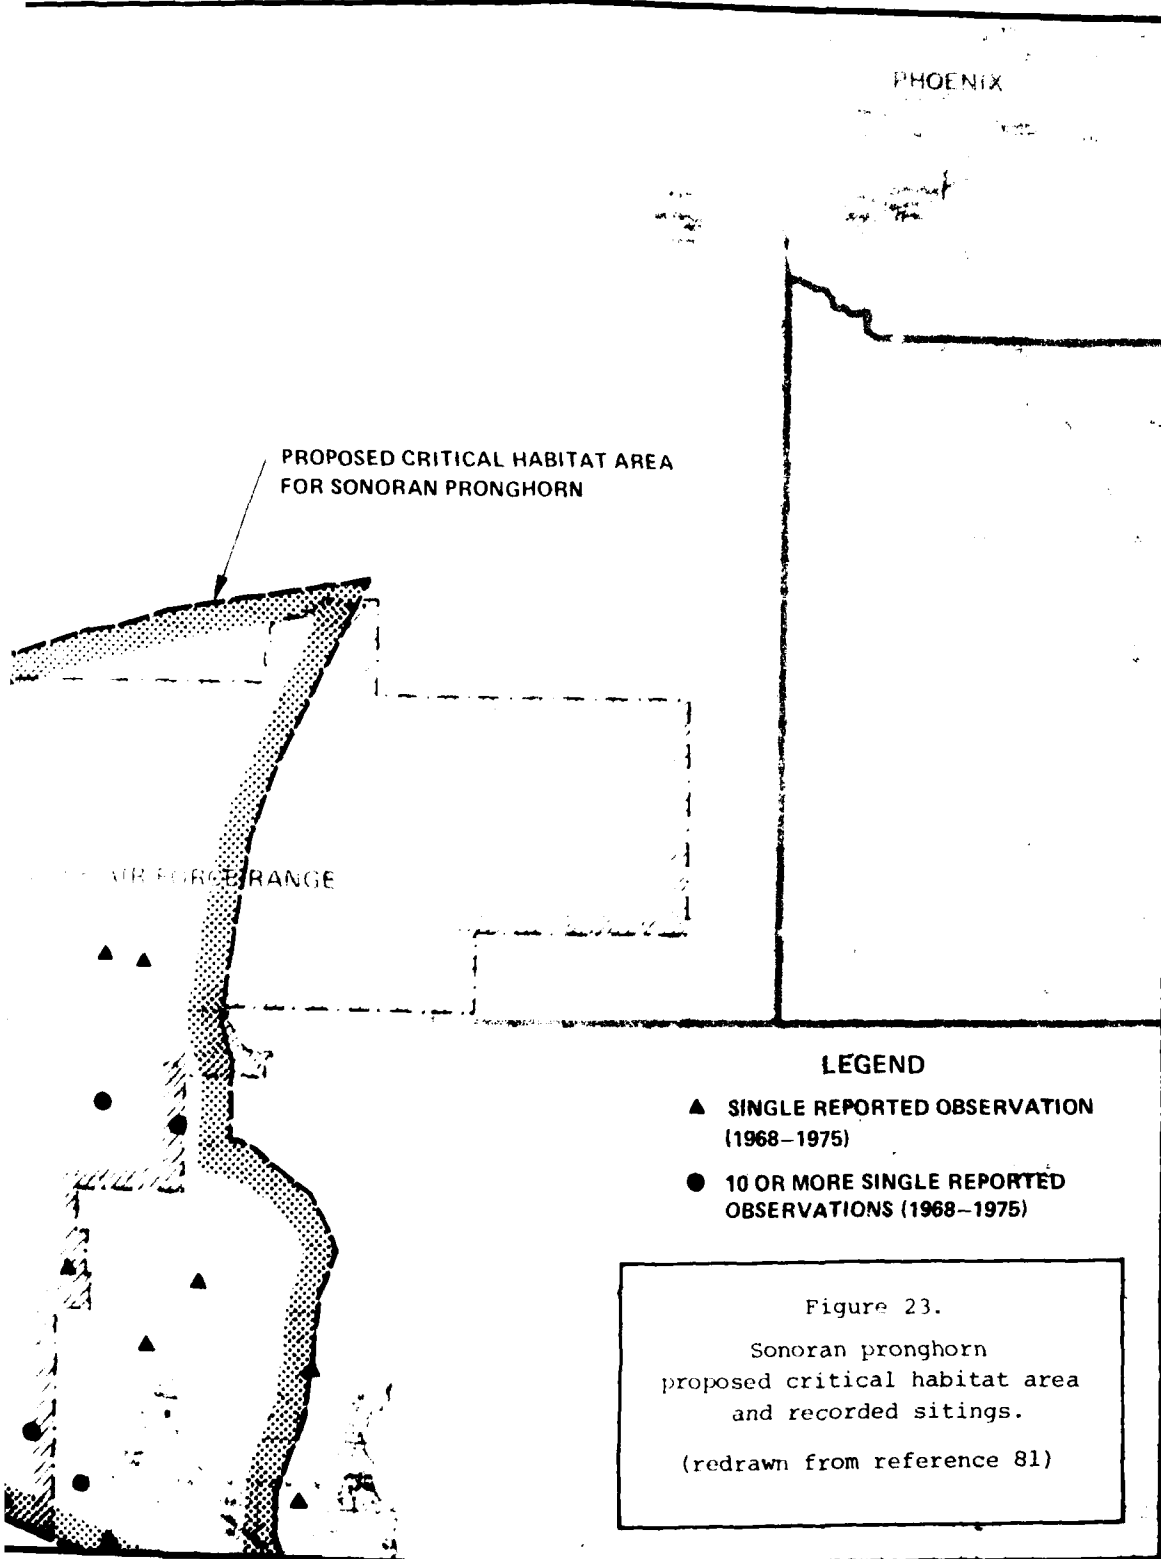 PHOENIX
PROPOSED CRITICAL HABITAT AREA
FOR SONORAN PRONGHORN
AIR FORCE RANGE
LEGEND
▲ SINGLE REPORTED OBSERVATION
(1968–1975)
● 10 OR MORE SINGLE REPORTED
OBSERVATIONS (1968–1975)
Figure 23.
Sonoran pronghorn
proposed critical habitat area
and recorded sitings.
(redrawn from reference 81)